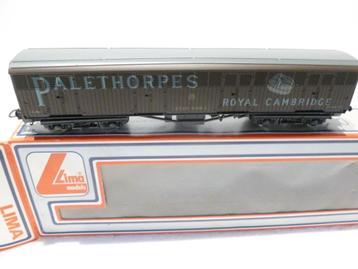 PALETHORPES
ROYAL CAMBRIDGE
Lima
models
LIMA